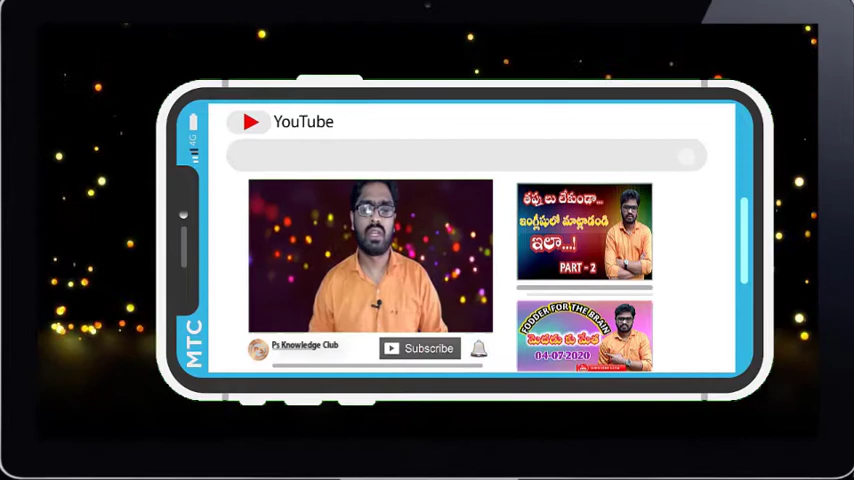 YouTube
4G
MTC
Ps Knowledge Club
Subscribe
తప్పులు లేకుండా...
ఇంగ్లీషులో మాట్లాడండి
ఇలా...!
PART - 2
FODDER FOR THE BRAIN
మెదడు కు మేత
04-07-2020